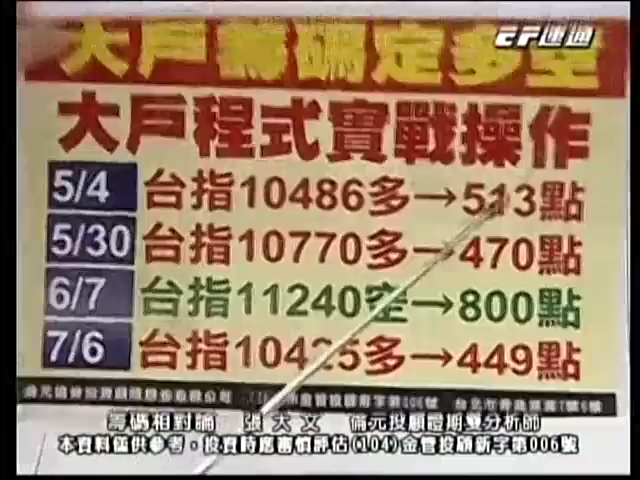 EF速通
大戶籌碼定多空
大戶程式實戰操作
5/4 台指10486多→513點
5/30 台指10770多→470點
6/7 台指11240空→800點
7/6 台指10425多→449點
籌碼相對論 張大文 倫元投顧證期雙分析師
本資料僅供參考，投資時應審慎評估(104)金管投顧新字第006號